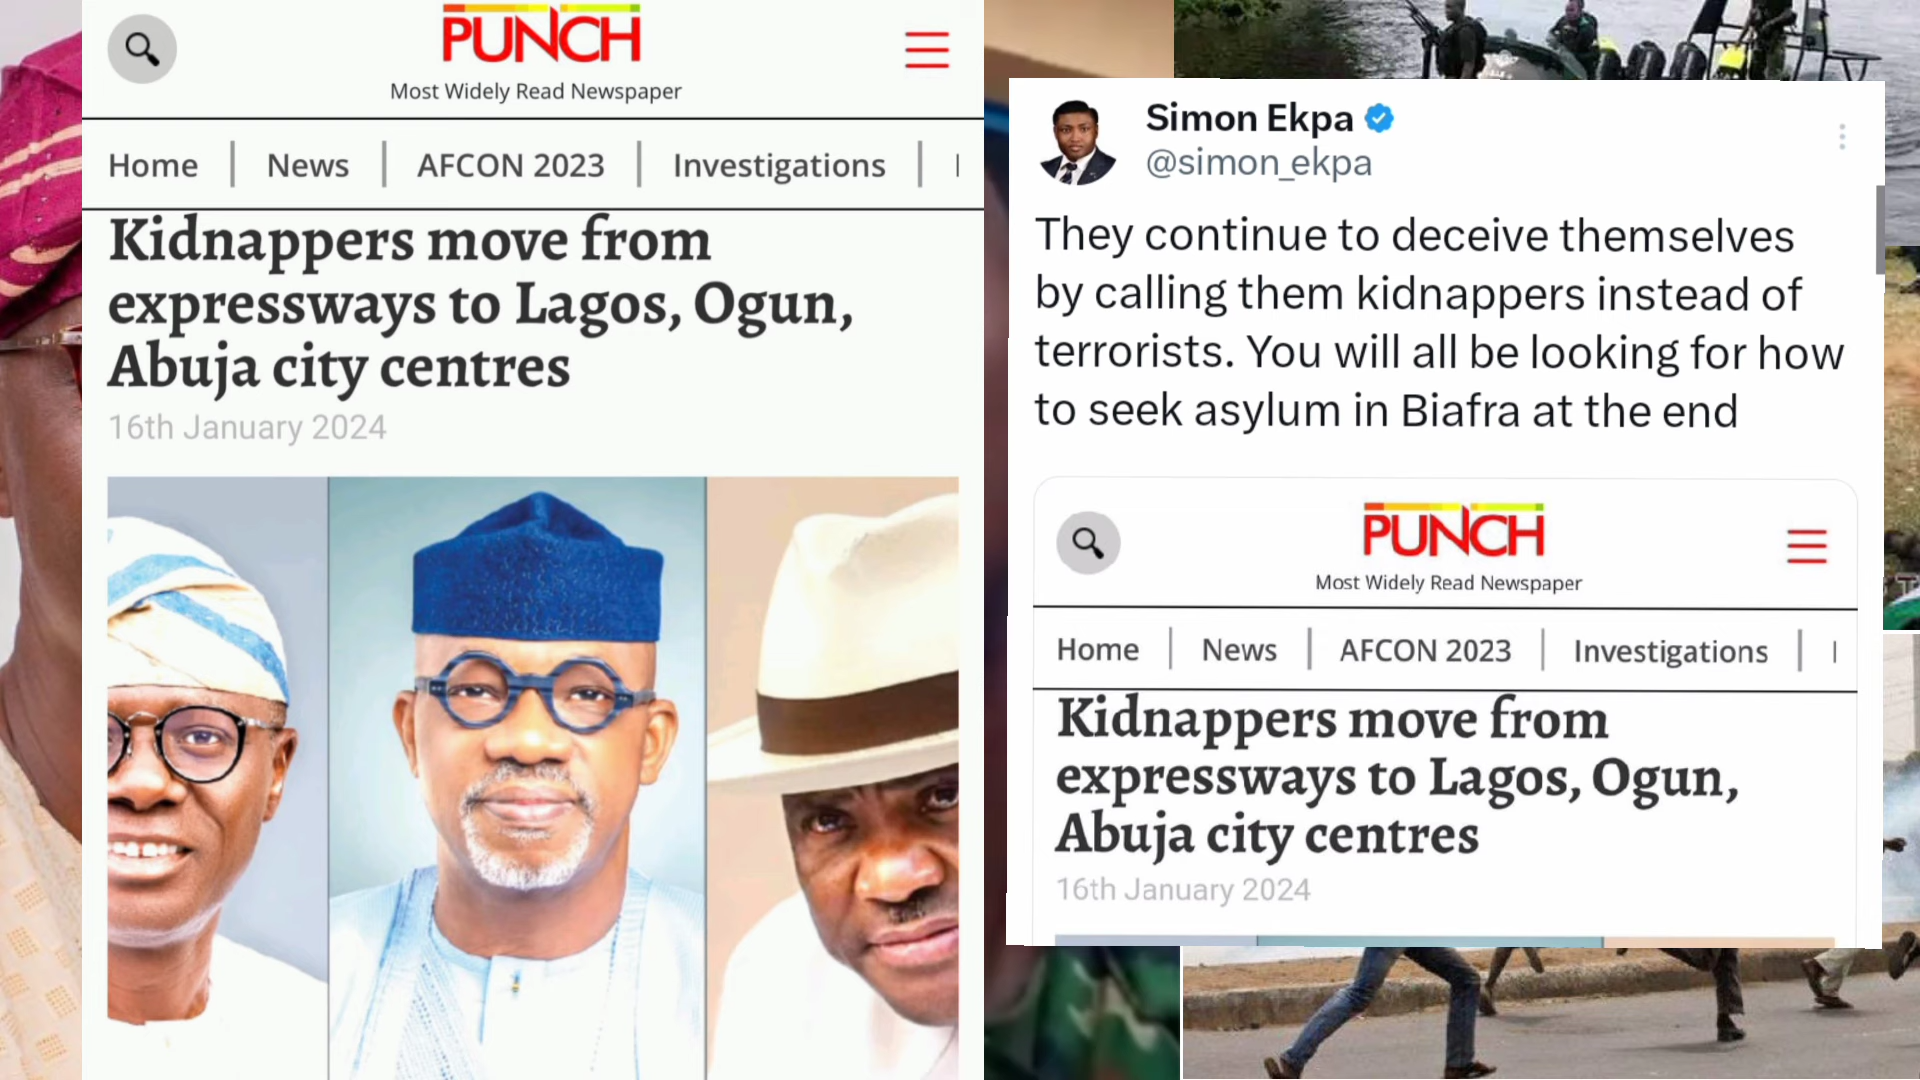 PUNCH
Most Widely Read Newspaper
Home | News | AFCON 2023 | Investigations |
Kidnappers move from
expressways to Lagos, Ogun,
Abuja city centres
16th January 2024
Simon Ekpa
@simon_ekpa
They continue to deceive themselves
by calling them kidnappers instead of
terrorists. You will all be looking for how
to seek asylum in Biafra at the end
PUNCH
Most Widely Read Newspaper
Home | News | AFCON 2023 | Investigations |
Kidnappers move from
expressways to Lagos, Ogun,
Abuja city centres
16th January 2024